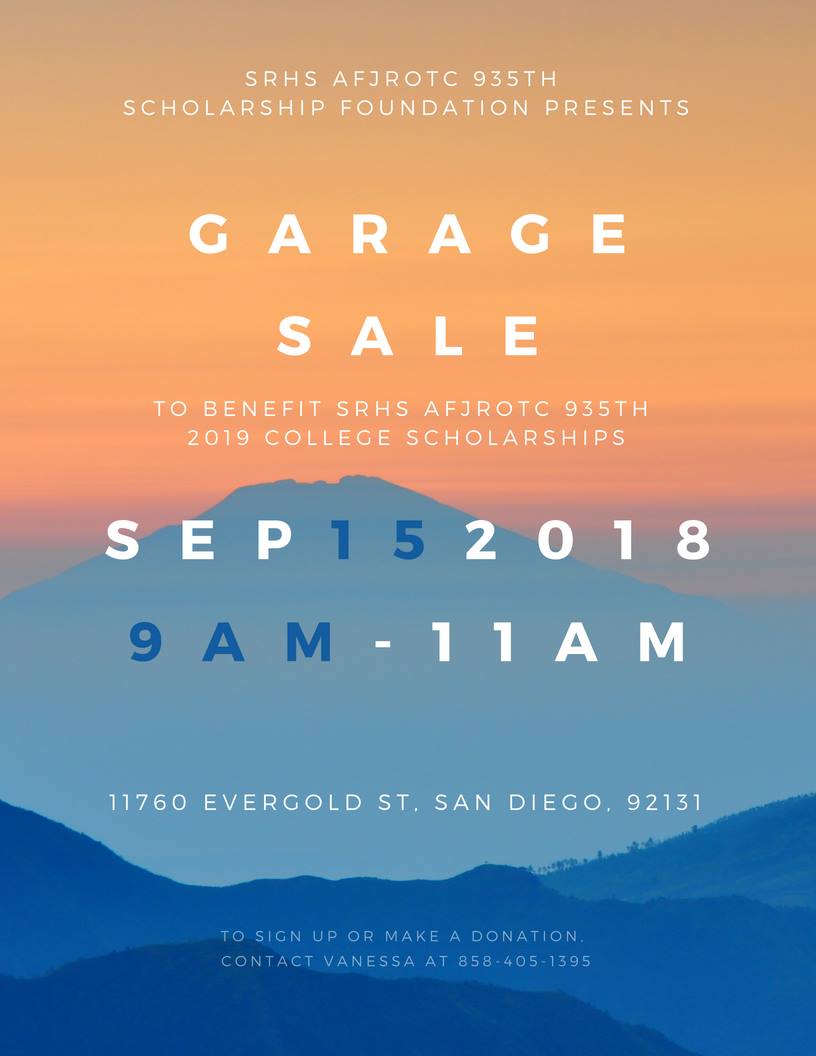 SRHS AFJROTC 935TH
SCHOLARSHIP FOUNDATION PRESENTS
GARAGE
SALE
TO BENEFIT SRHS AFJROTC 935TH
2019 COLLEGE SCHOLARSHIPS
SEP 15 2018
9AM-11AM
11760 EVERGOLD ST, SAN DIEGO, 92131
TO SIGN UP OR MAKE A DONATION,
CONTACT VANESSA AT 858-405-1395